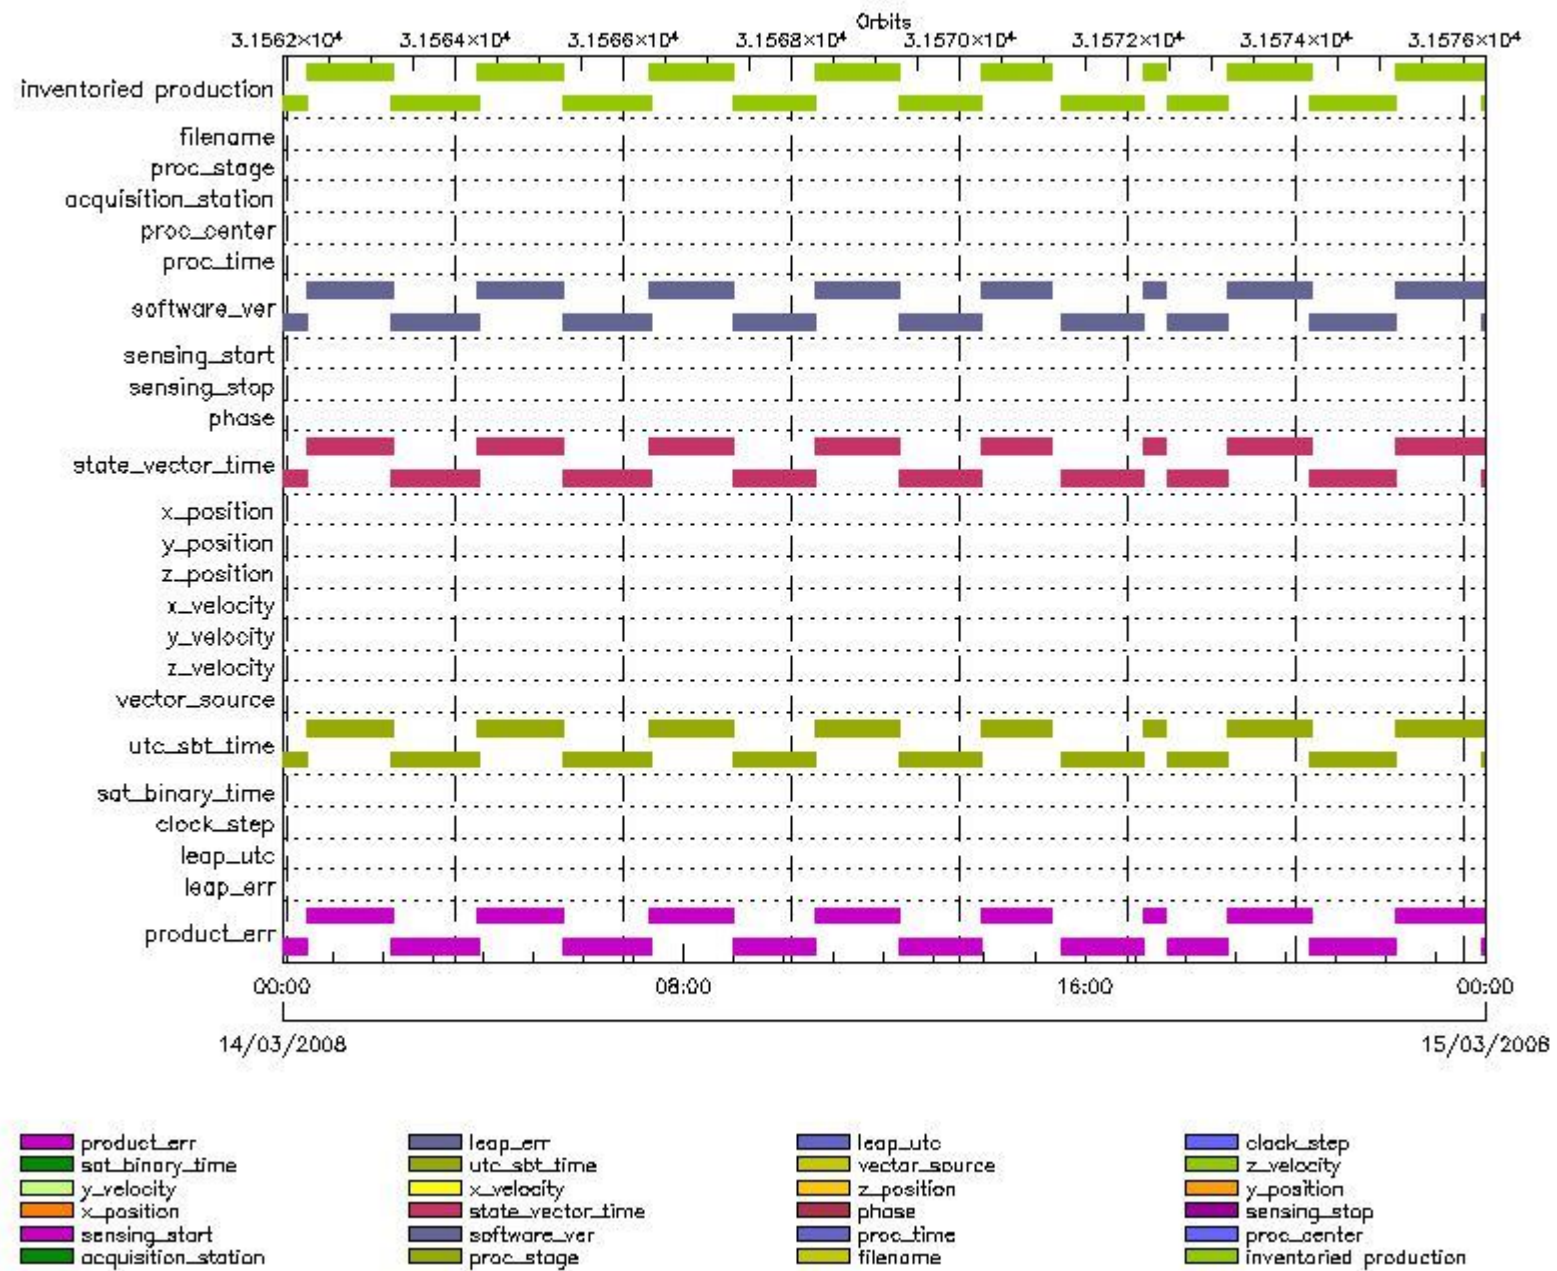 Orbits
3.1562×10⁴ 3.1564×10⁴ 3.1566×10⁴ 3.1568×10⁴ 3.1570×10⁴ 3.1572×10⁴ 3.1574×10⁴ 3.1576×10⁴
inventoried production
filename
proc_stage
acquisition_station
proc_center
proc_time
software_ver
sensing_start
sensing_stop
phase
state_vector_time
x_position
y_position
z_position
x_velocity
y_velocity
z_velocity
vector_source
utc_sbt_time
sat_binary_time
clock_step
leap_utc
leap_err
product_err
00:00 08:00 16:00 00:00
14/03/2008 15/03/2008
product_err leap_err leap_utc clock_step
sat_binary_time utc_sbt_time vector_source z_velocity
y_velocity x_velocity z_position y_position
x_position state_vector_time phase sensing_stop
sensing_start software_ver proc_time proc_center
acquisition_station proc_stage filename inventoried production